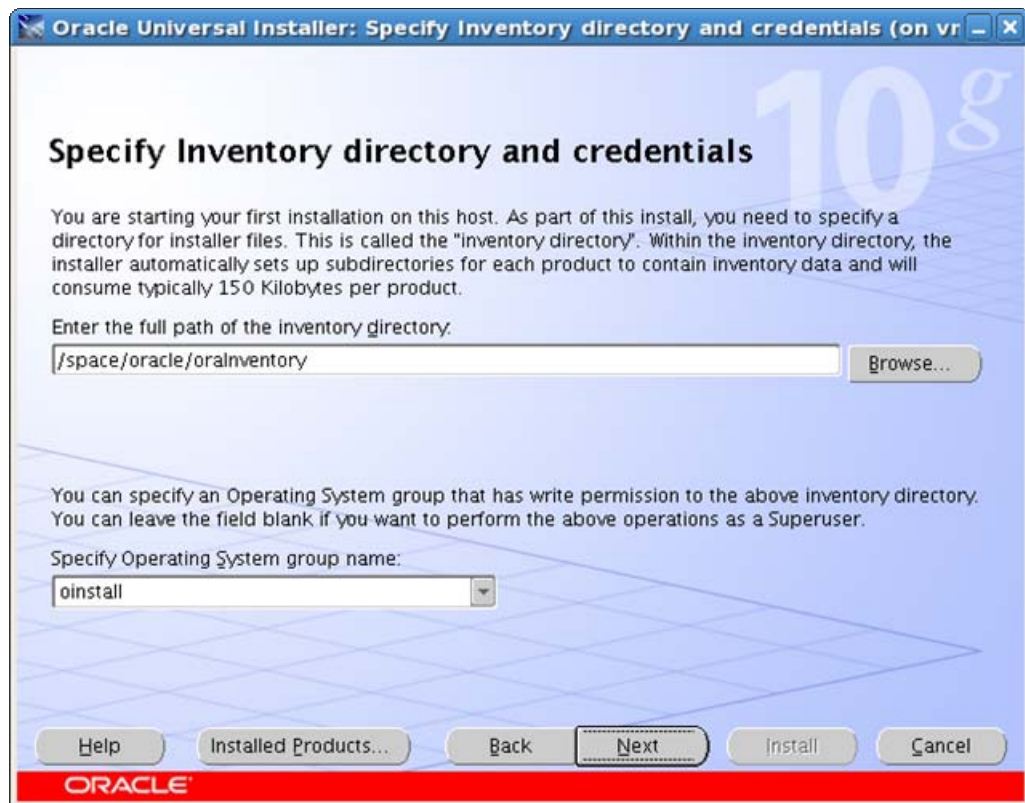 Oracle Universal Installer: Specify Inventory directory and credentials (on vr
10g
Specify Inventory directory and credentials
You are starting your first installation on this host. As part of this install, you need to specify a
directory for installer files. This is called the "inventory directory". Within the inventory directory, the
installer automatically sets up subdirectories for each product to contain inventory data and will
consume typically 150 Kilobytes per product.
Enter the full path of the inventory directory:
/space/oracle/oraInventory
Browse...
You can specify an Operating System group that has write permission to the above inventory directory.
You can leave the field blank if you want to perform the above operations as a Superuser.
Specify Operating System group name:
oinstall
Help Installed Products... Back Next Install Cancel
ORACLE